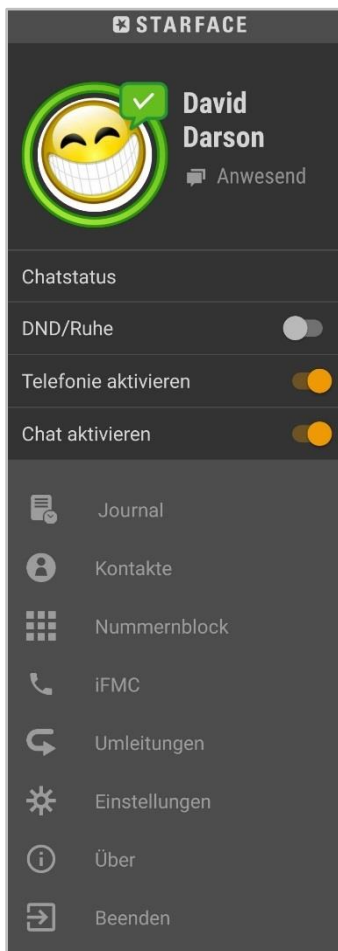 STARFACE
David
Darson
Anwesend
Chatstatus
DND/Ruhe
Telefonie aktivieren
Chat aktivieren
Journal
Kontakte
Nummernblock
iFMC
Umleitungen
Einstellungen
Über
Beenden